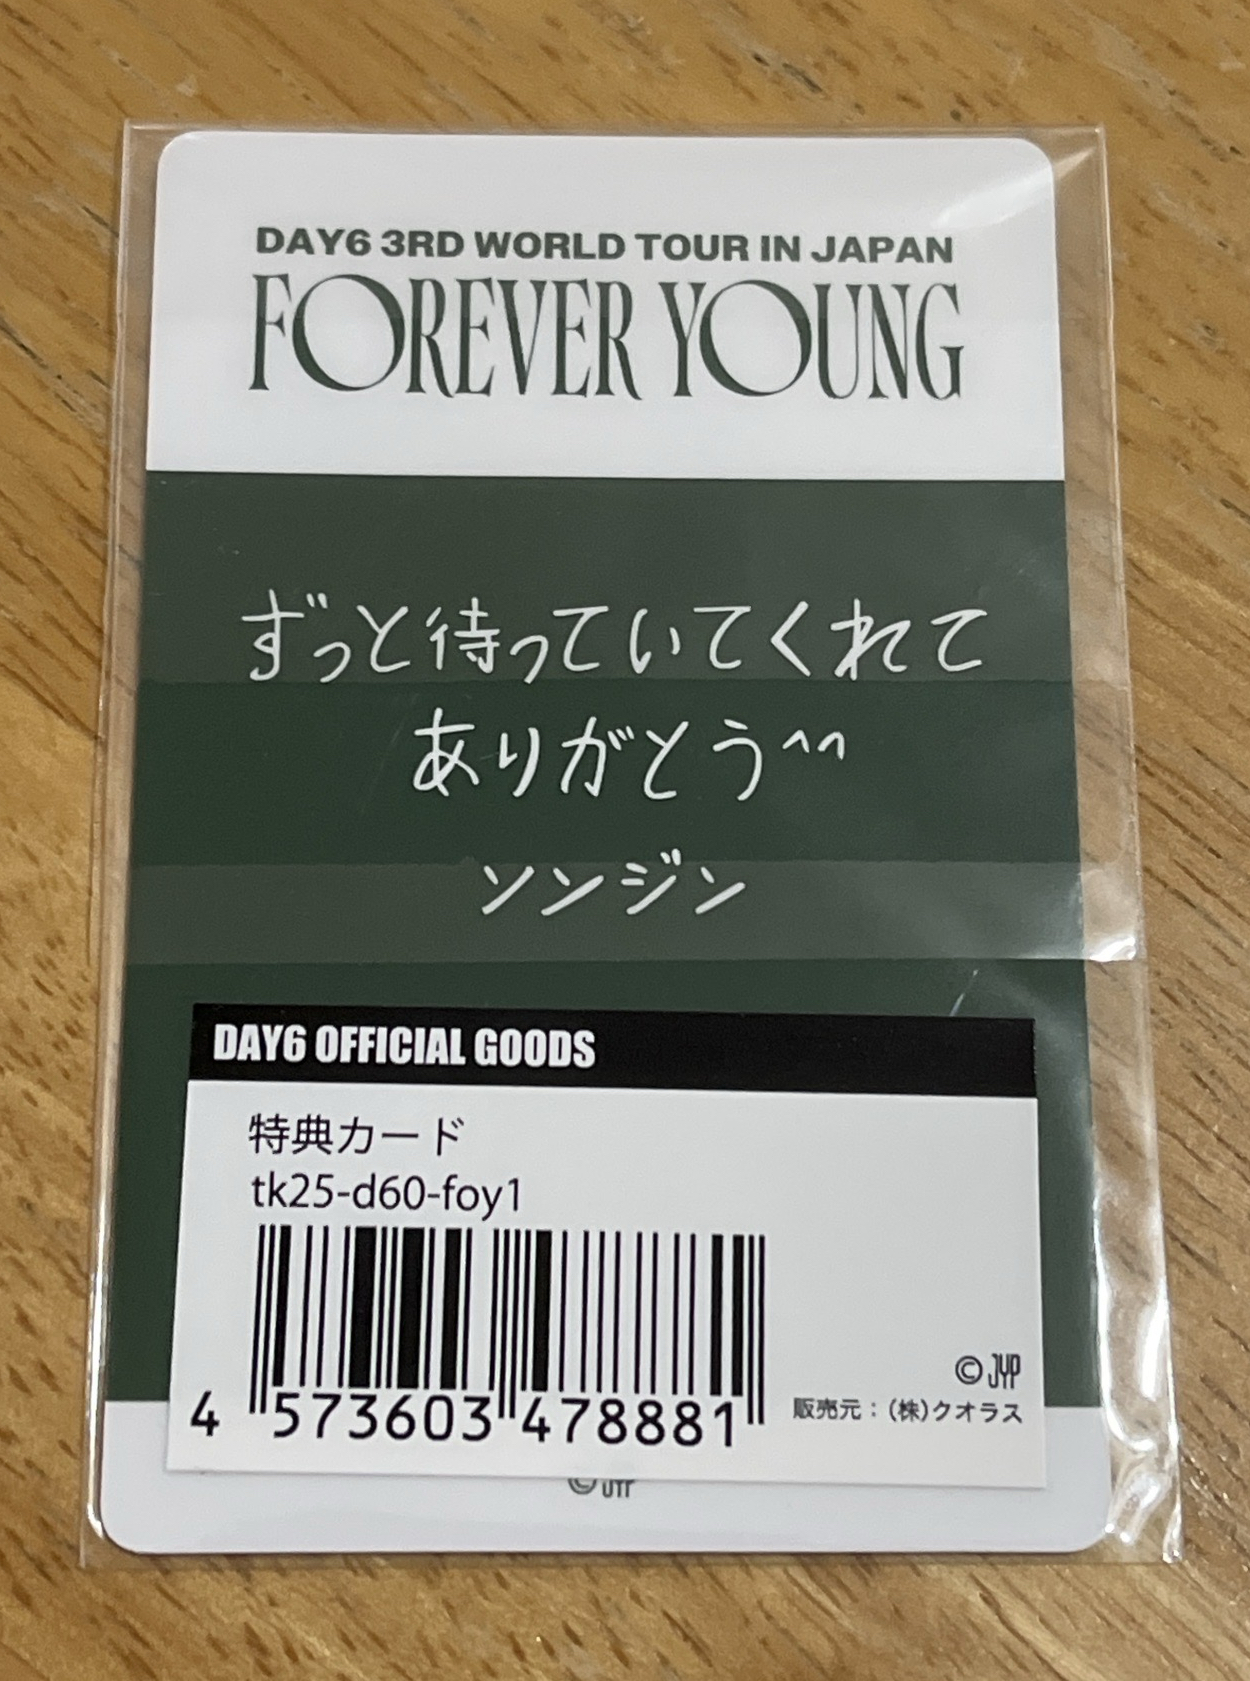 DAY6 3RD WORLD TOUR IN JAPAN
FOREVER YOUNG
ずっと待っていてくれて
ありがとう^^
ソンジン
DAY6 OFFICIAL GOODS
特典カード
tk25-d60-foy1
4 573603 478881
© JYP
販売元：(株)クオラス
© JYP